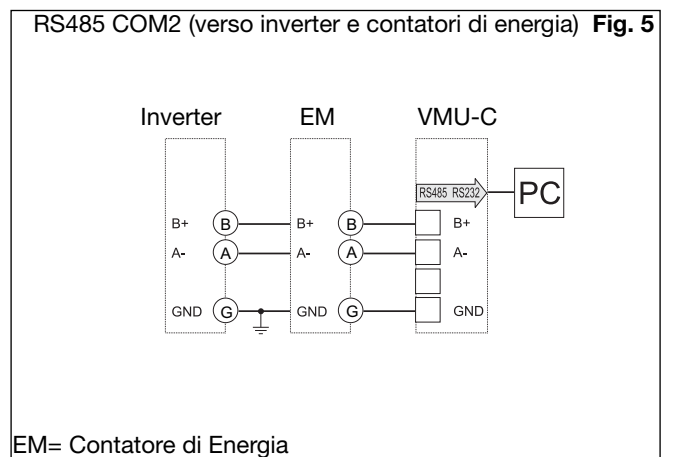 RS485 COM2 (verso inverter e contatori di energia) Fig. 5
Inverter EM VMU-C
RS485 RS232 PC
B+ B B+ B B+
A- A A- A A-
GND G GND G GND
EM= Contatore di Energia